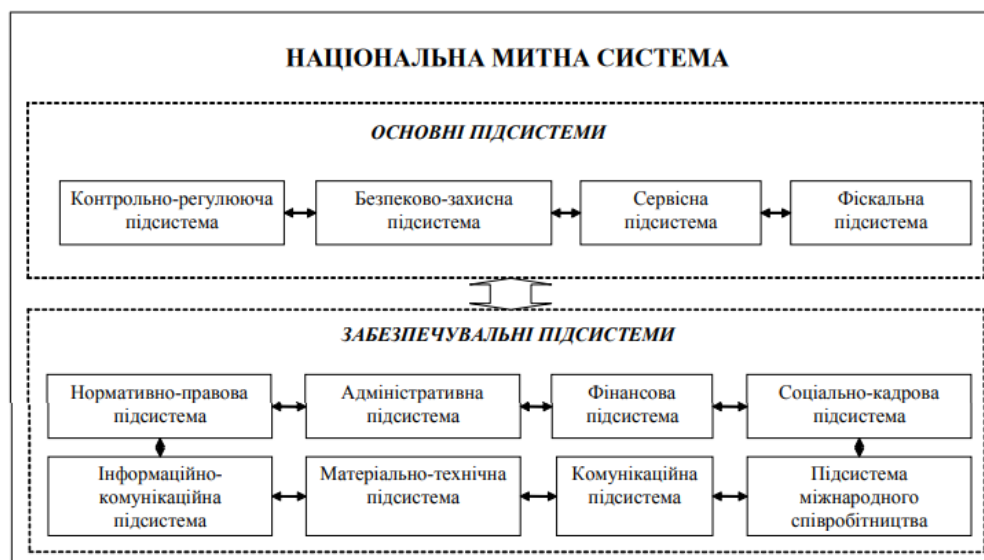 НАЦІОНАЛЬНА МИТНА СИСТЕМА
ОСНОВНІ ПІДСИСТЕМИ
Контрольно-регулююча
підсистема
Безпеково-захисна
підсистема
Сервісна
підсистема
Фіскальна
підсистема
ЗАБЕЗПЕЧУВАЛЬНІ ПІДСИСТЕМИ
Нормативно-правова
підсистема
Адміністративна
підсистема
Фінансова
підсистема
Соціально-кадрова
підсистема
Інформаційно-
комунікаційна
підсистема
Матеріально-технічна
підсистема
Комунікаційна
підсистема
Підсистема
міжнародного
співробітництва